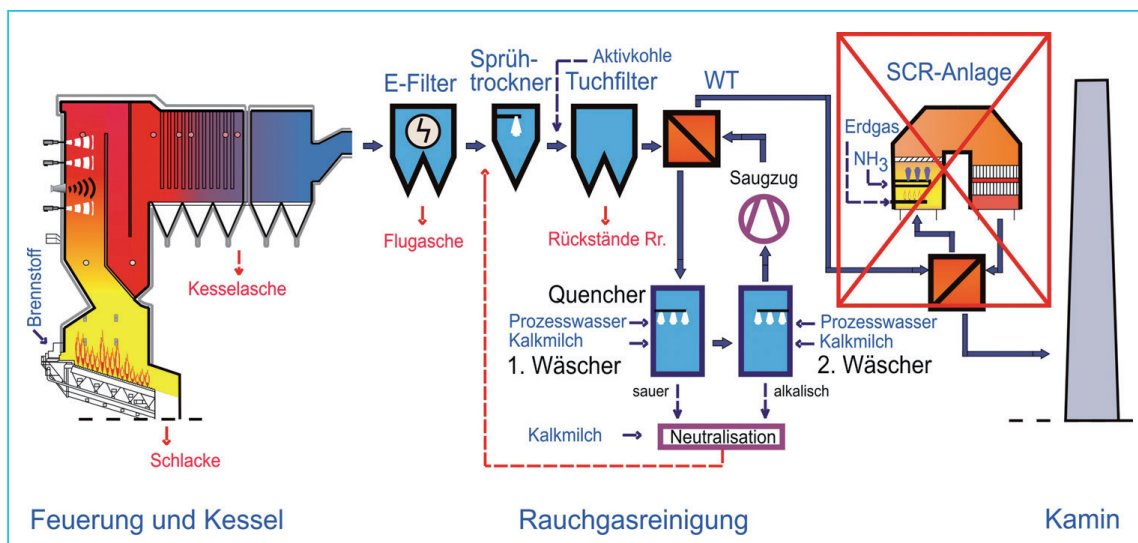 Sprüh-
trockner
Aktivkohle
E-Filter
Tuchfilter
WT
SCR-Anlage
Erdgas
NH3
Saugzug
Flugasche
Rückstände Rr.
Kesselasche
Brennstoff
Quencher
Prozesswasser
Kalkmilch
1. Wäscher
Prozesswasser
Kalkmilch
2. Wäscher
sauer
alkalisch
Kalkmilch
Neutralisation
Schlacke
Feuerung und Kessel
Rauchgasreinigung
Kamin